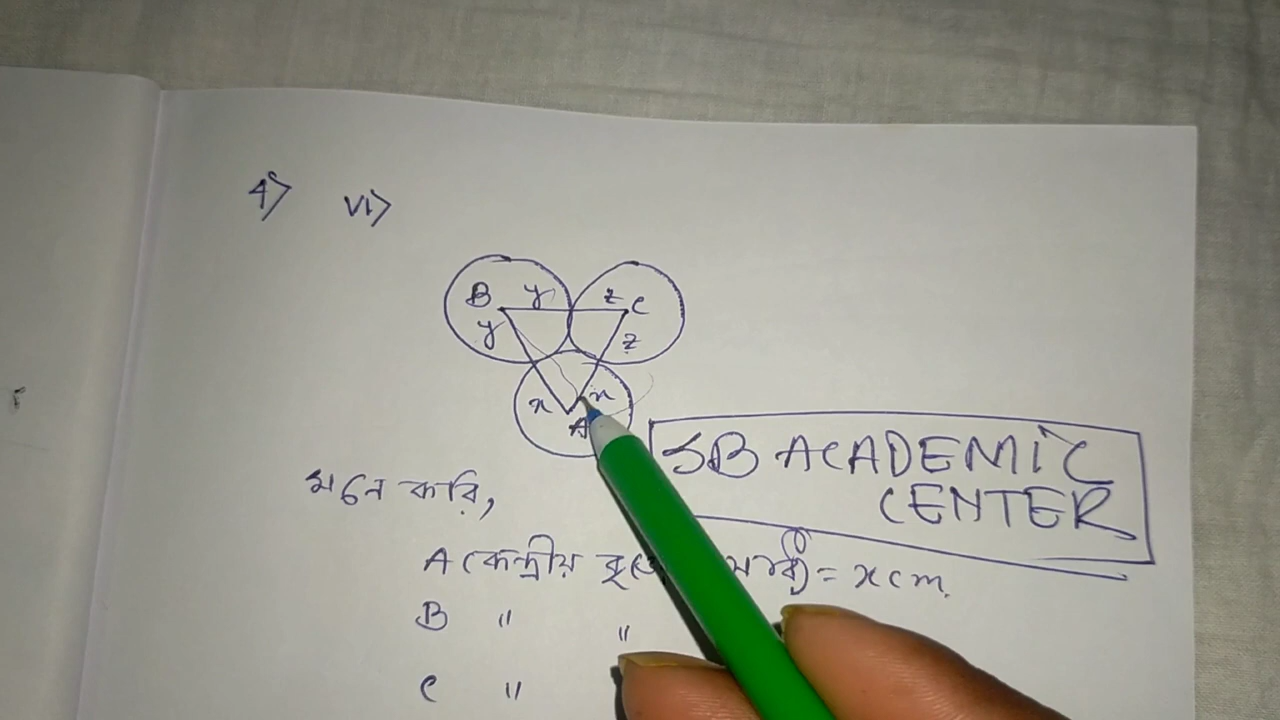 4> vi>
B y z C
y z
x x
A
SB ACADEMIC
CENTER
মনে করি,
A কেন্দ্রীয় = x cm.
B " "
C "